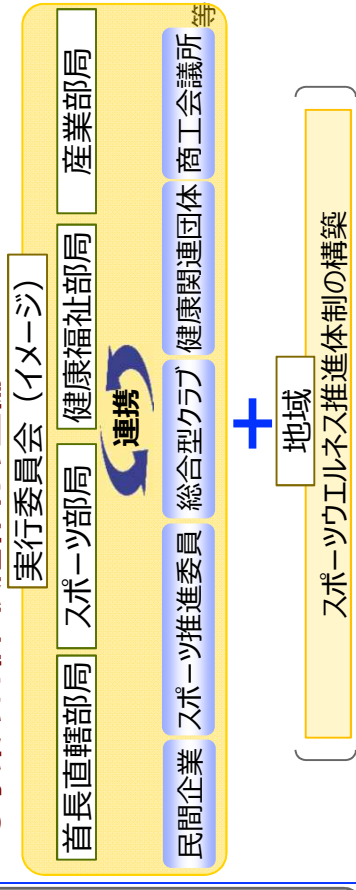 実行委員会（イメージ）
首長直轄部局 スポーツ部局 健康福祉部局 産業部局
連携
民間企業 スポーツ推進委員 総合型クラブ 健康関連団体 商工会議所 等
＋
地域
スポーツウエルネス推進体制の構築